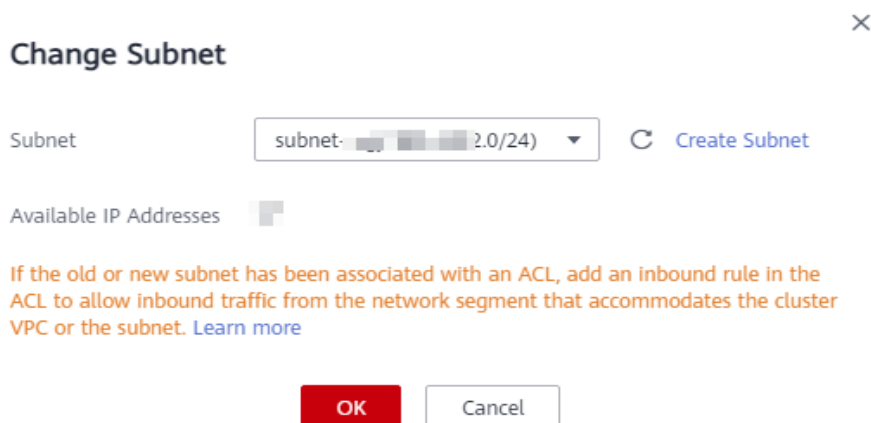 Change Subnet
Subnet subnet- 2.0/24) Create Subnet
Available IP Addresses
If the old or new subnet has been associated with an ACL, add an inbound rule in the
ACL to allow inbound traffic from the network segment that accommodates the cluster
VPC or the subnet. Learn more
OK Cancel